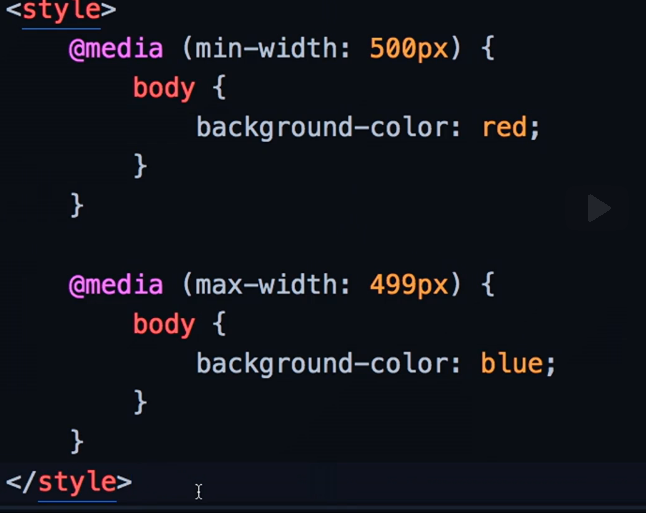 <style>
    @media (min-width: 500px) {
        body {
            background-color: red;
        }
    }

    @media (max-width: 499px) {
        body {
            background-color: blue;
        }
    }
</style>